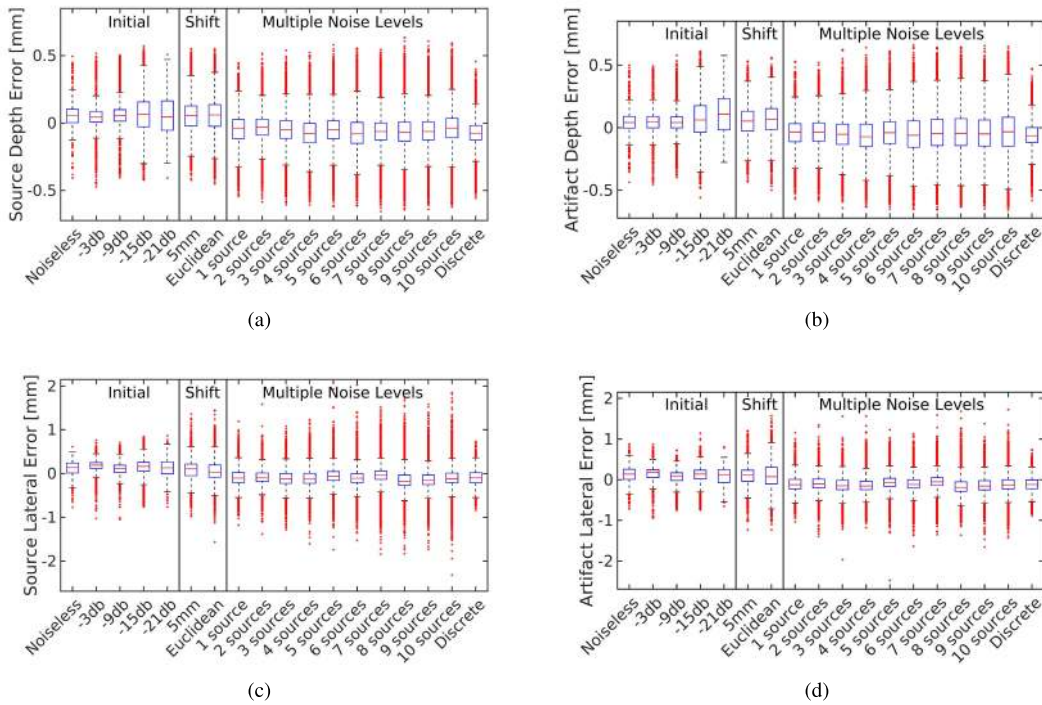 Source Depth Error [mm]
0.5
0
-0.5
Initial Shift Multiple Noise Levels
Noiseless
-3db
-9db
-15db
-21db
5mm
Euclidean
1 source
2 sources
3 sources
4 sources
5 sources
6 sources
7 sources
8 sources
9 sources
10 sources
Discrete
(a)
Artifact Depth Error [mm]
0.5
0
-0.5
Initial Shift Multiple Noise Levels
Noiseless
-3db
-9db
-15db
-21db
5mm
Euclidean
1 source
2 sources
3 sources
4 sources
5 sources
6 sources
7 sources
8 sources
9 sources
10 sources
Discrete
(b)
Source Lateral Error [mm]
2
1
0
-1
-2
Initial Shift Multiple Noise Levels
Noiseless
-3db
-9db
-15db
-21db
5mm
Euclidean
1 source
2 sources
3 sources
4 sources
5 sources
6 sources
7 sources
8 sources
9 sources
10 sources
Discrete
(c)
Artifact Lateral Error [mm]
2
1
0
-1
-2
Initial Shift Multiple Noise Levels
Noiseless
-3db
-9db
-15db
-21db
5mm
Euclidean
1 source
2 sources
3 sources
4 sources
5 sources
6 sources
7 sources
8 sources
9 sources
10 sources
Discrete
(d)